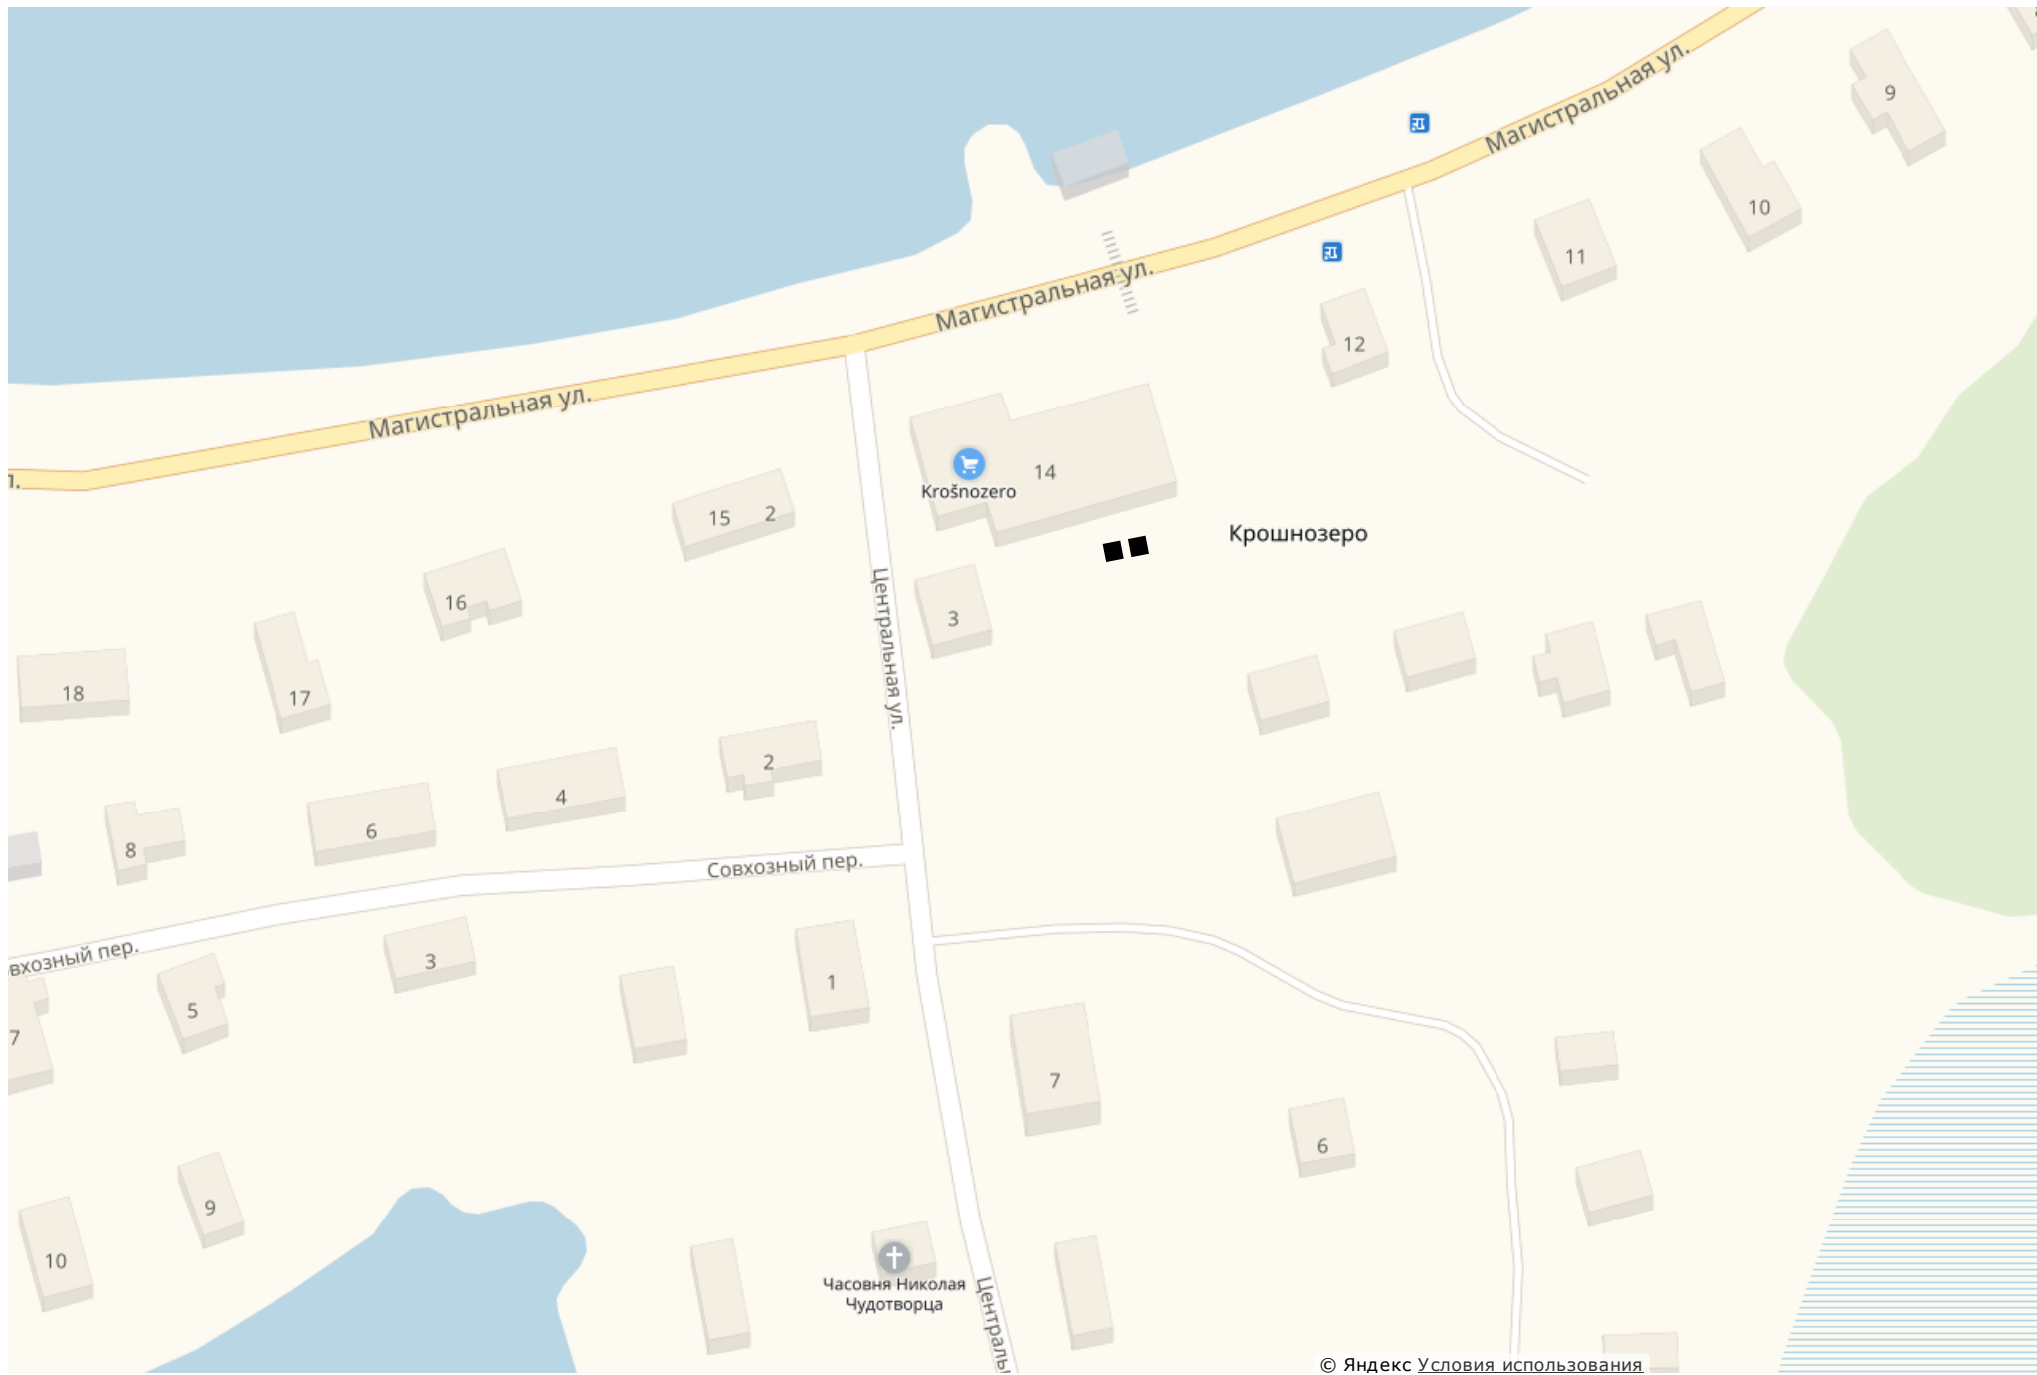 Магистральная ул.
9
10
11
Магистральная ул.
12
Магистральная ул.
л.
14
Krošnozero
15
2
Крошнозеро
16
Центральная ул.
3
18
17
2
4
6
8
Совхозный пер.
овхозный пер.
3
1
5
7
7
6
9
10
Часовня Николая
Чудотворца
Централь
© Яндекс Условия использования